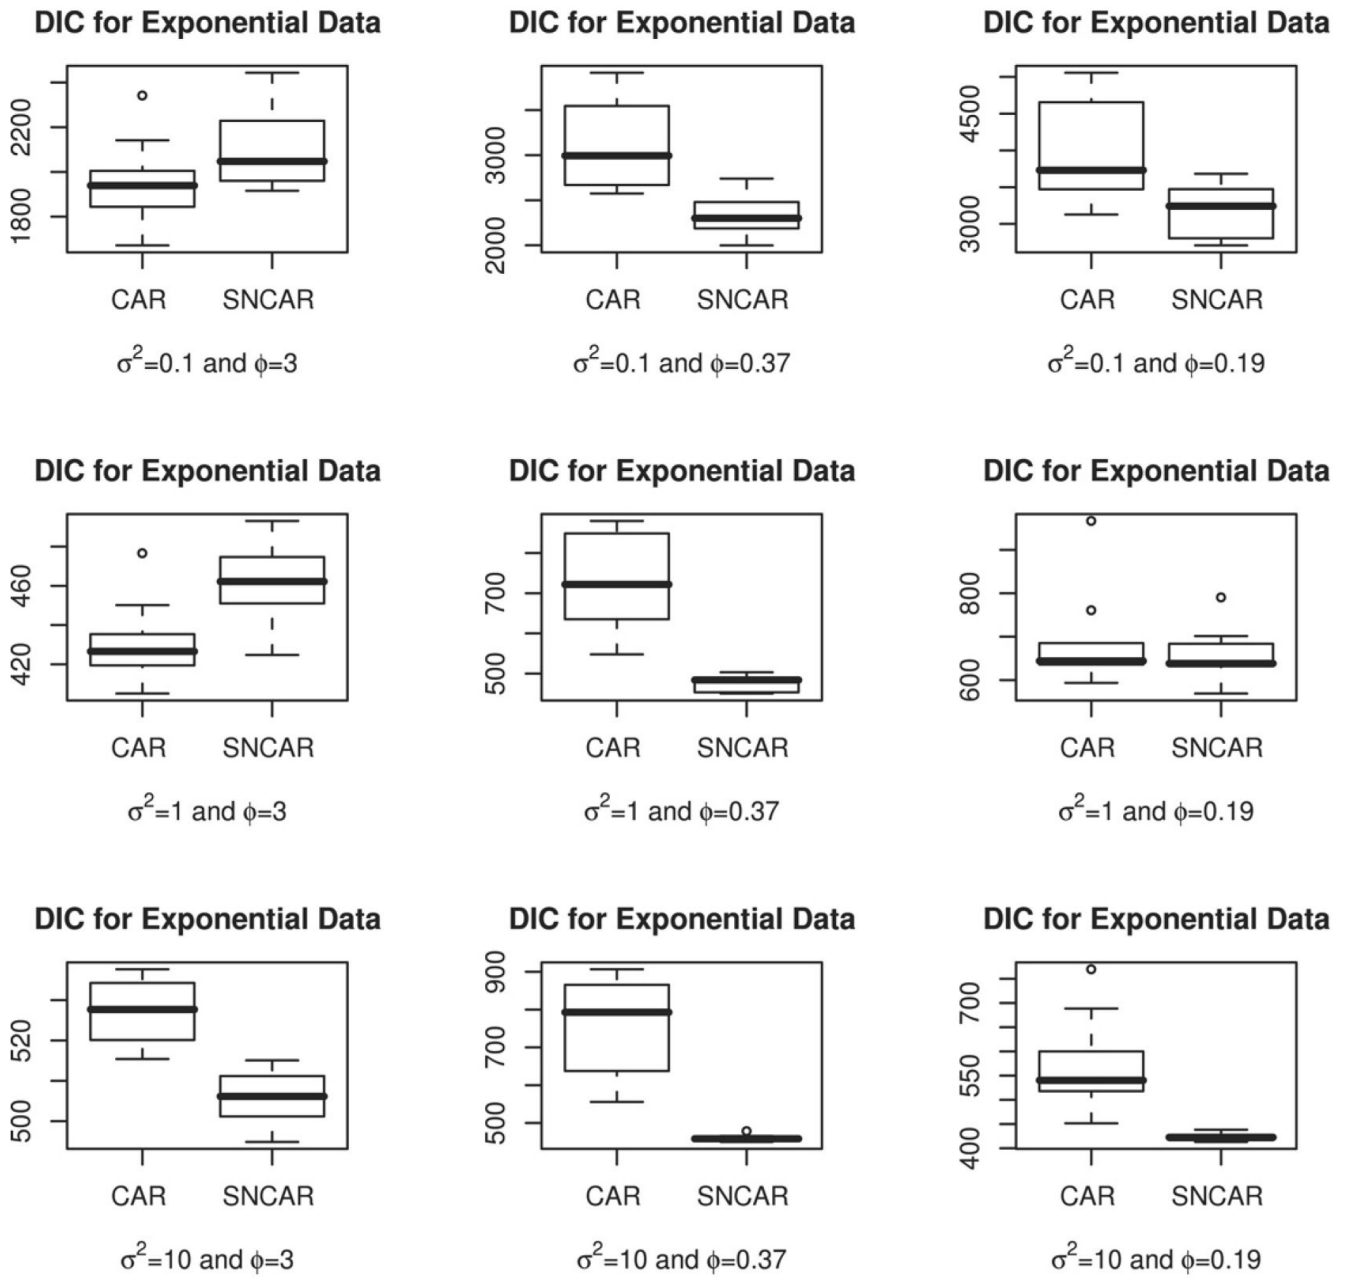 DIC for Exponential Data
DIC for Exponential Data
DIC for Exponential Data
2200
1800
3000
2000
4500
3000
CAR SNCAR
CAR SNCAR
CAR SNCAR
σ²=0.1 and ϕ=3
σ²=0.1 and ϕ=0.37
σ²=0.1 and ϕ=0.19
DIC for Exponential Data
DIC for Exponential Data
DIC for Exponential Data
460
420
700
500
800
600
CAR SNCAR
CAR SNCAR
CAR SNCAR
σ²=1 and ϕ=3
σ²=1 and ϕ=0.37
σ²=1 and ϕ=0.19
DIC for Exponential Data
DIC for Exponential Data
DIC for Exponential Data
520
500
900
700
500
700
550
400
CAR SNCAR
CAR SNCAR
CAR SNCAR
σ²=10 and ϕ=3
σ²=10 and ϕ=0.37
σ²=10 and ϕ=0.19